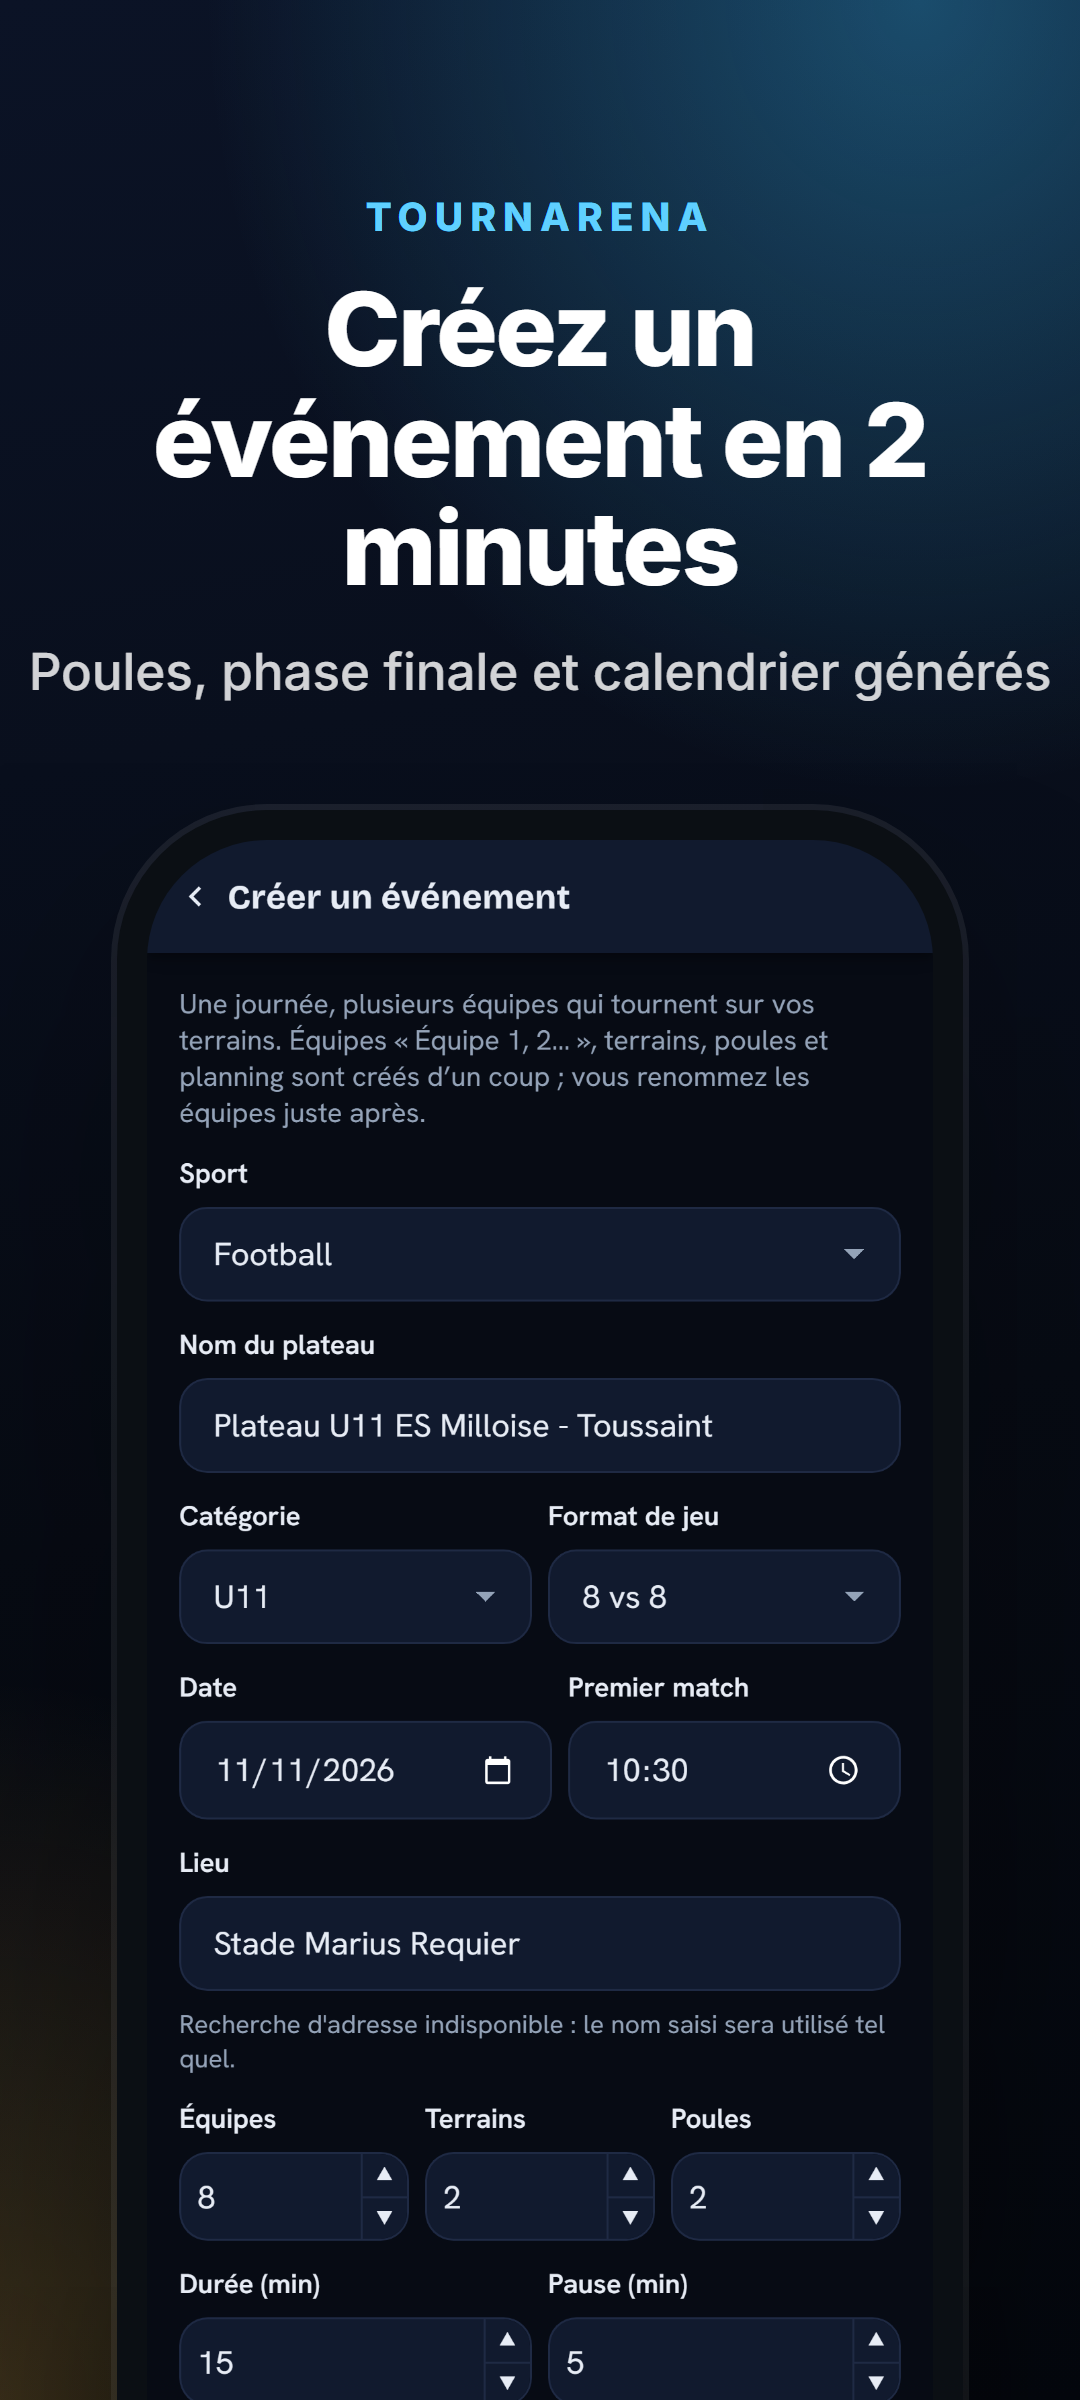 TOURNARENA
Créez un
événement en 2
minutes
Poules, phase finale et calendrier générés
Créer un événement
Une journée, plusieurs équipes qui tournent sur vos
terrains. Équipes « Équipe 1, 2… », terrains, poules et
planning sont créés d’un coup ; vous renommez les
équipes juste après.
Sport
Football
Nom du plateau
Plateau U11 ES Milloise - Toussaint
Catégorie Format de jeu
U11 8 vs 8
Date Premier match
11/11/2026 10:30
Lieu
Stade Marius Requier
Recherche d'adresse indisponible : le nom saisi sera utilisé tel
quel.
Équipes Terrains Poules
8 2 2
Durée (min) Pause (min)
15 5